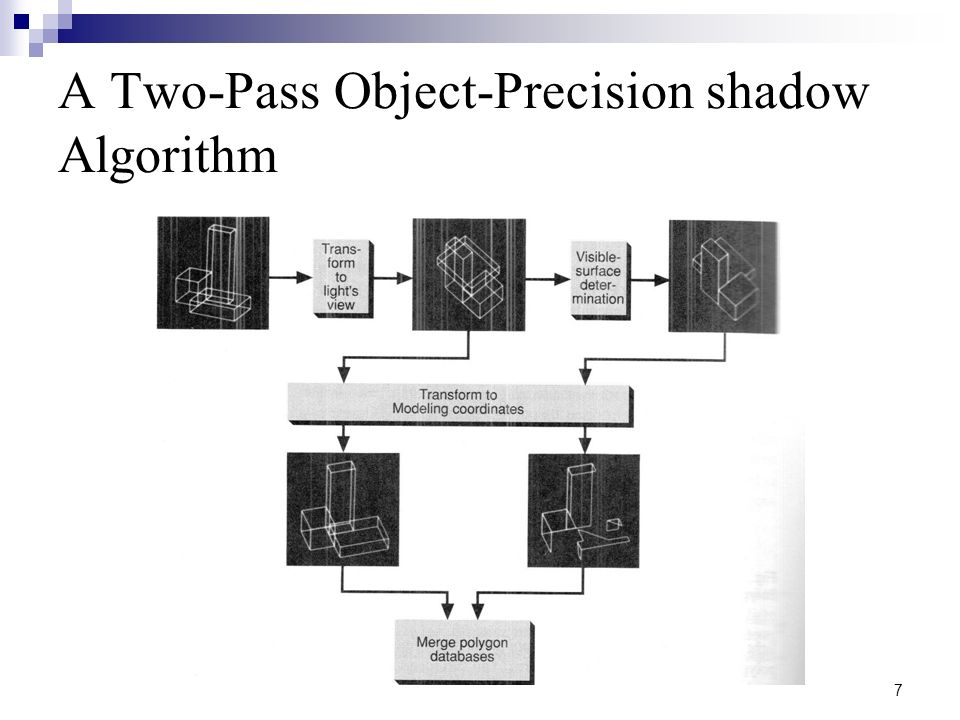 A Two-Pass Object-Precision shadow
Algorithm
Trans-
form
to
light's
view
Visible-
surface
deter-
mination
Transform to
Modeling coordinates
Merge polygon
databases
7